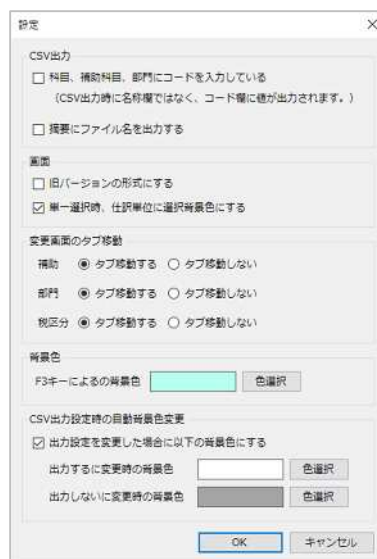 設定
CSV出力
科目、補助科目、部門にコードを入力している
（CSV出力時に名称欄ではなく、コード欄に値が出力されます。）
摘要にファイル名を出力する
画面
旧バージョンの形式にする
単一選択時、仕訳単位に選択背景色にする
変更画面のタブ移動
補助 タブ移動する タブ移動しない
部門 タブ移動する タブ移動しない
税区分 タブ移動する タブ移動しない
背景色
F3キーによるの背景色 色選択
CSV出力設定時の自動背景色変更
出力設定を変更した場合に以下の背景色にする
出力するに変更時の背景色 色選択
出力しないに変更時の背景色 色選択
OK キャンセル